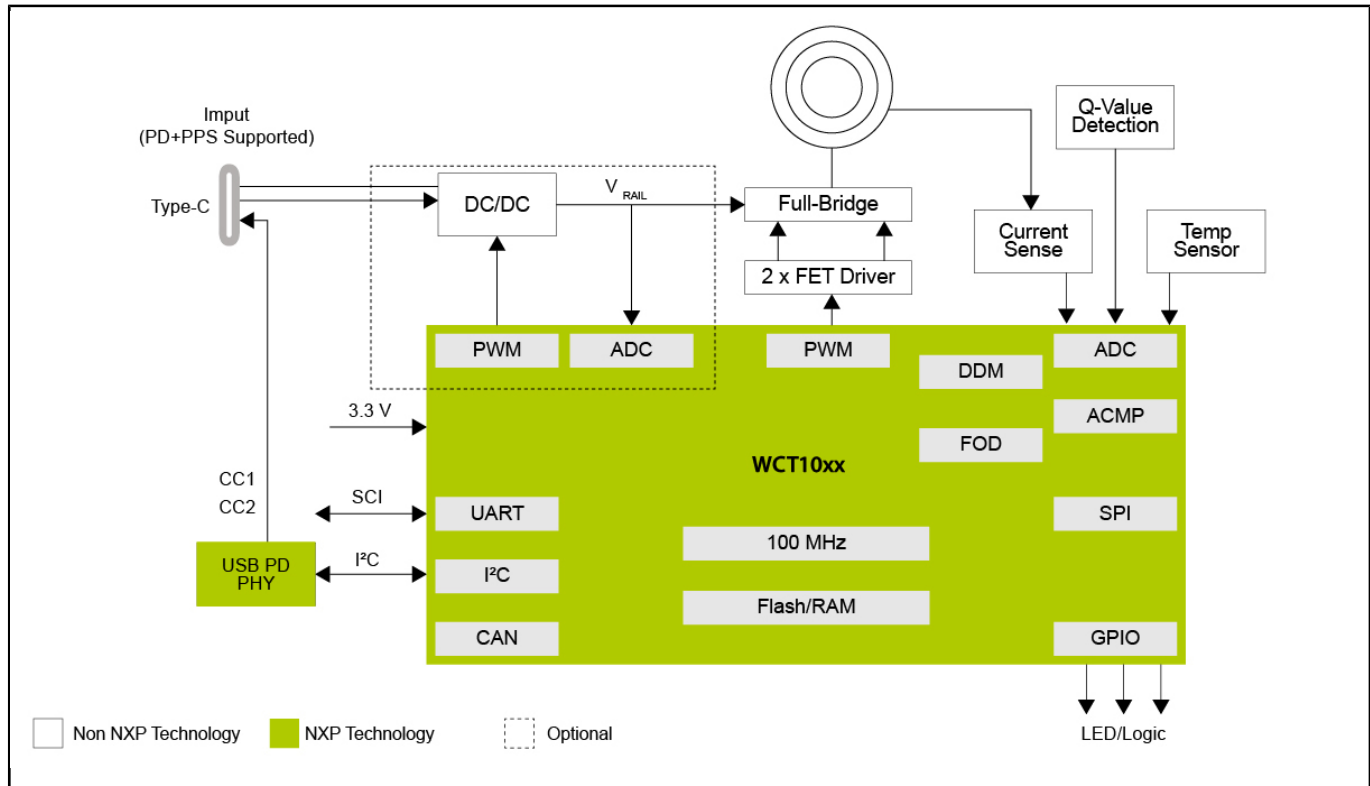 Imput
(PD+PPS Supported)
Type-C
DC/DC
V RAIL
Full-Bridge
2 x FET Driver
Q-Value
Detection
Current
Sense
Temp
Sensor
PWM
ADC
PWM
ADC
DDM
ACMP
FOD
3.3 V
WCT10xx
CC1
CC2
SCI
UART
SPI
100 MHz
USB PD
PHY
I²C
I²C
Flash/RAM
CAN
GPIO
LED/Logic
Non NXP Technology
NXP Technology
Optional